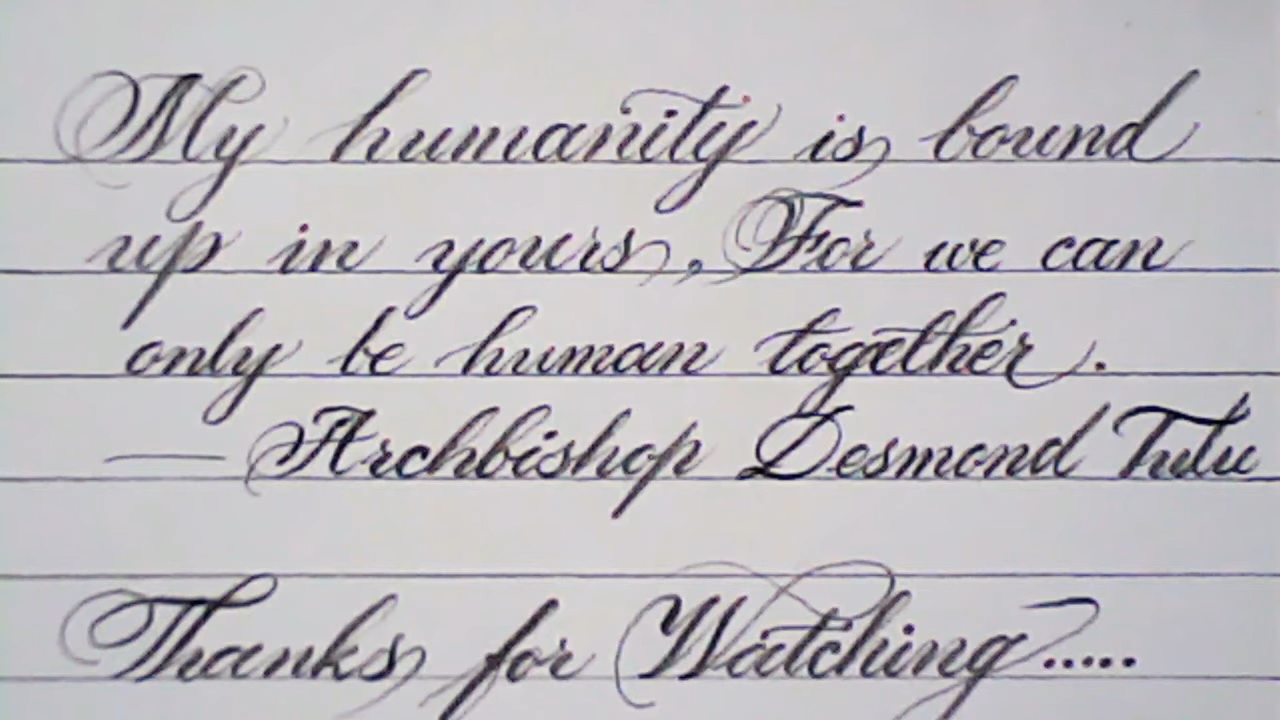 My humanity is bound
up in yours, For we can
only be human together.
— Archbishop Desmond Tutu
Thanks for Watching.....